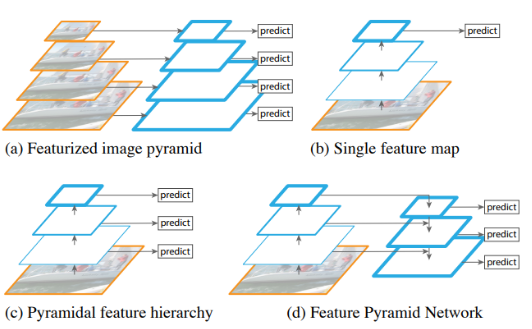 predict
predict
predict
predict
predict
(a) Featurized image pyramid
(b) Single feature map
predict
predict
predict
predict
predict
predict
(c) Pyramidal feature hierarchy
(d) Feature Pyramid Network